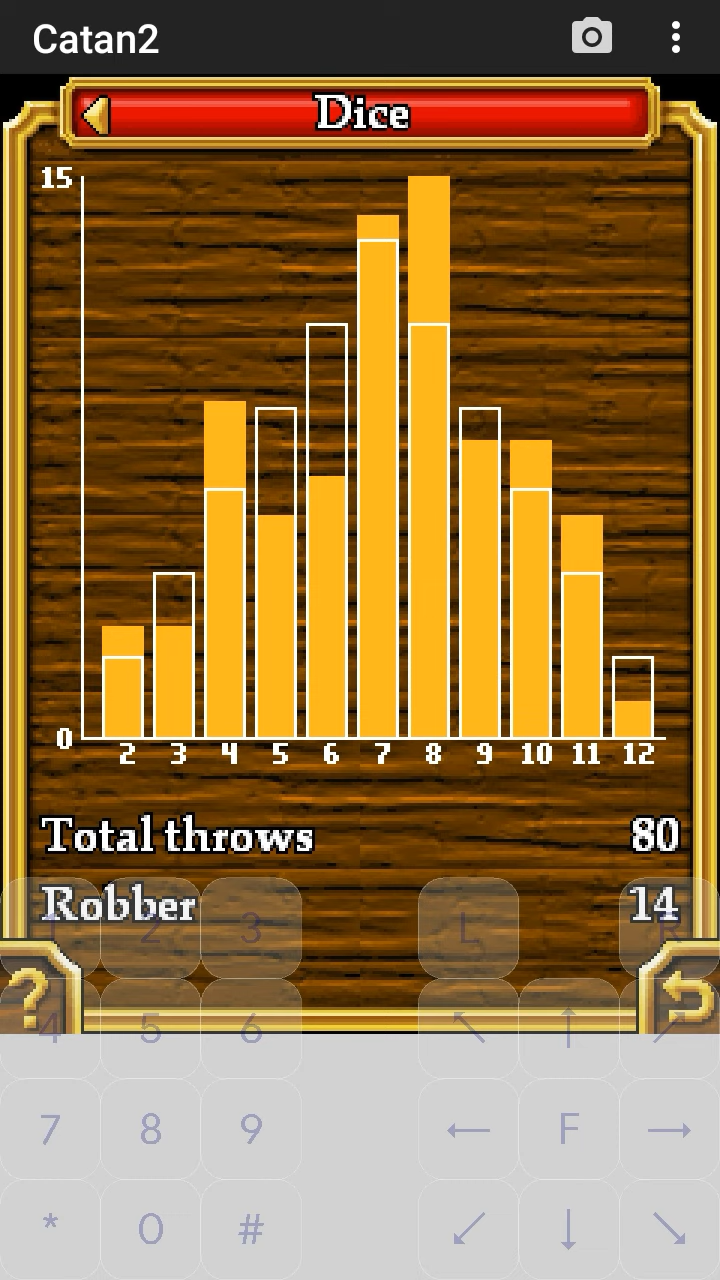 Catan2
Dice
15
0
2 3 4 5 6 7 8 9 10 11 12
Total throws 80
Robber 14
1 2 3 L R
?
4 5 6 ↖ ↑ ↗
7 8 9 ← F →
* 0 # ↙ ↓ ↘